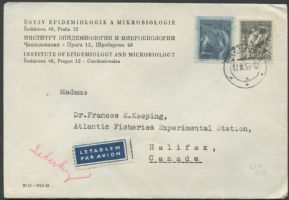 ÚSTAV EPIDEMIOLOGIE A MIKROBIOLOGIE
Šrobárova 48, Praha 12
ИНСТИТУТ ЭПИДЕМИОЛОГИИ И МИКРОБИОЛОГИИ
Чехословакия - Прага 12, Шробарова 48
INSTITUTE OF EPIDEMIOLOGY AND MICROBIOLOGY
Šrobárova 48, Prague 12 - Czechoslovakia
Madame
Dr.Frances E.Keeping,
Atlantic Fisheries Experimental Station,
Halifax,
Canada
LETADLEM
PAR AVION